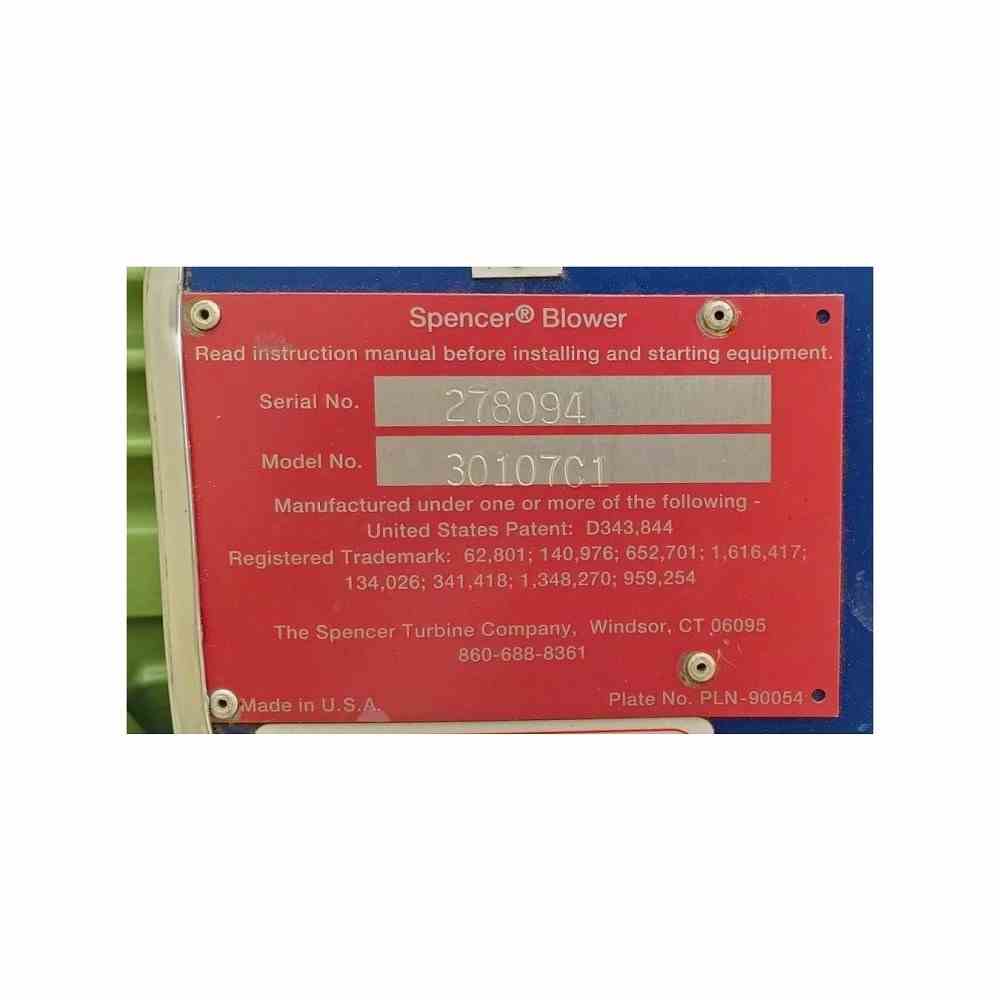 Spencer® Blower
Read instruction manual before installing and starting equipment.
Serial No. 278094
Model No. 30107C1
Manufactured under one or more of the following -
United States Patent: D343,844
Registered Trademark: 62,801; 140,976; 652,701; 1,616,417;
134,026; 341,418; 1,348,270; 959,254
The Spencer Turbine Company, Windsor, CT 06095
860-688-8361
Made in U.S.A. Plate No. PLN-90054